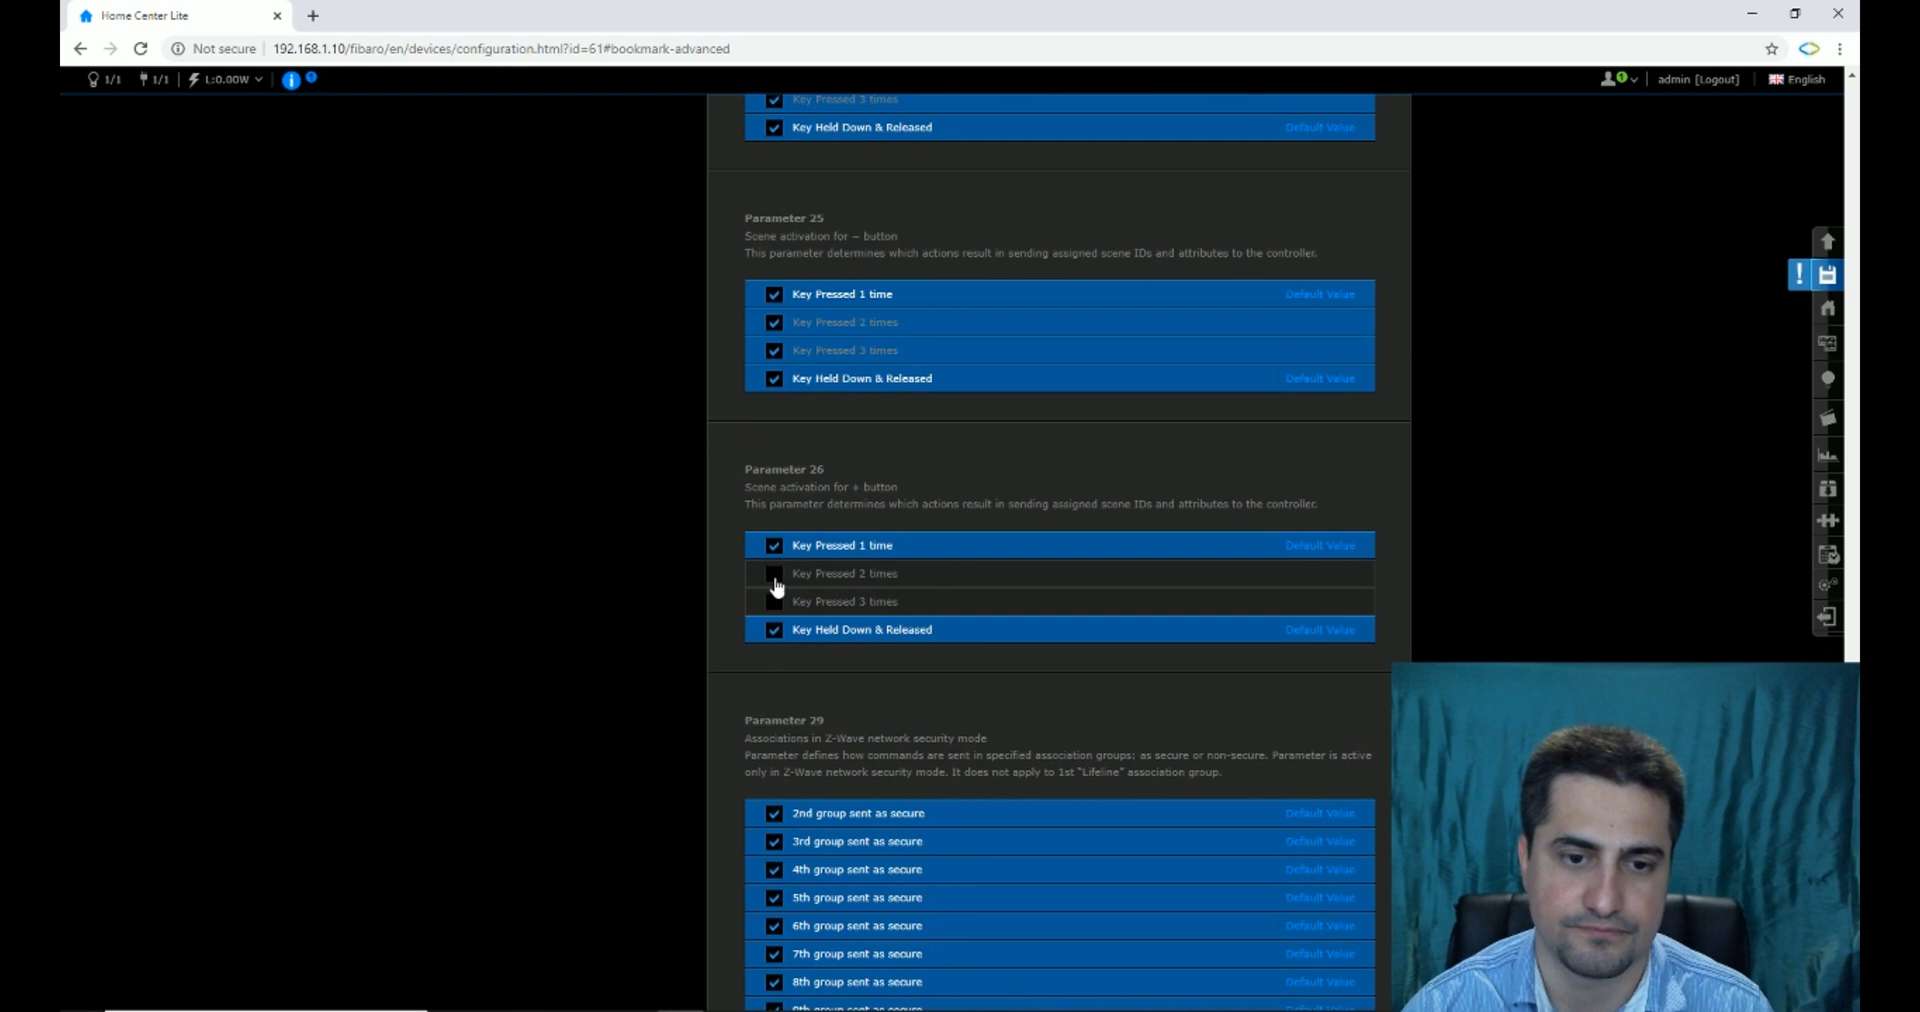 Home Center Lite
Not secure 192.168.1.10/fibaro/en/devices/configuration.html?id=61#bookmark-advanced
1/1 1/1 L:0.00W i 1 admin [Logout] English
Key Pressed 3 times
Key Held Down & Released Default Value
Parameter 25
Scene activation for – button
This parameter determines which actions result in sending assigned scene IDs and attributes to the controller.
Key Pressed 1 time Default Value
Key Pressed 2 times
Key Pressed 3 times
Key Held Down & Released Default Value
Parameter 26
Scene activation for + button
This parameter determines which actions result in sending assigned scene IDs and attributes to the controller.
Key Pressed 1 time Default Value
Key Pressed 2 times
Key Pressed 3 times
Key Held Down & Released Default Value
Parameter 29
Associations in Z-Wave network security mode
Parameter defines how commands are sent in specified association groups: as secure or non-secure. Parameter is active
only in Z-Wave network security mode. It does not apply to 1st "Lifeline" association group.
2nd group sent as secure Default Value
3rd group sent as secure Default Value
4th group sent as secure Default Value
5th group sent as secure Default Value
6th group sent as secure Default Value
7th group sent as secure Default Value
8th group sent as secure Default Value
9th group sent as secure Default Value